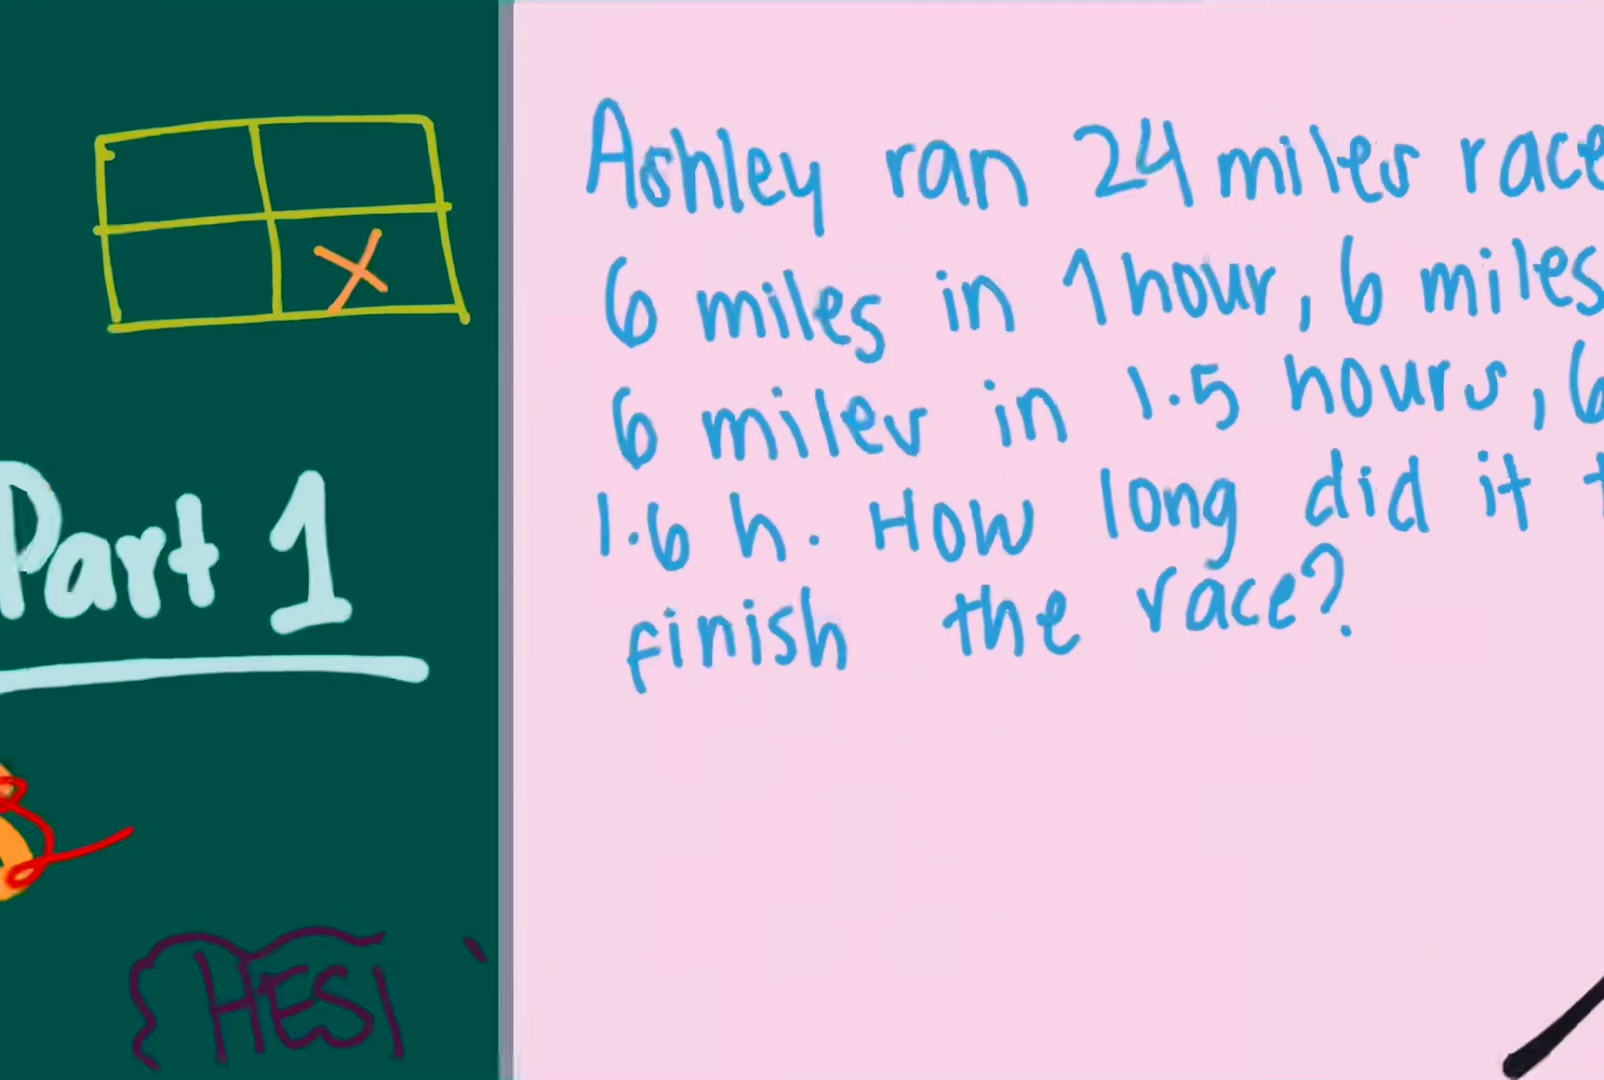 Ashley ran 24 miles race
6 miles in 1 hour, 6 miles
6 miles in 1.5 hours, 6
1.6 h. How long did it t
finish the race?
Part 1
HESI